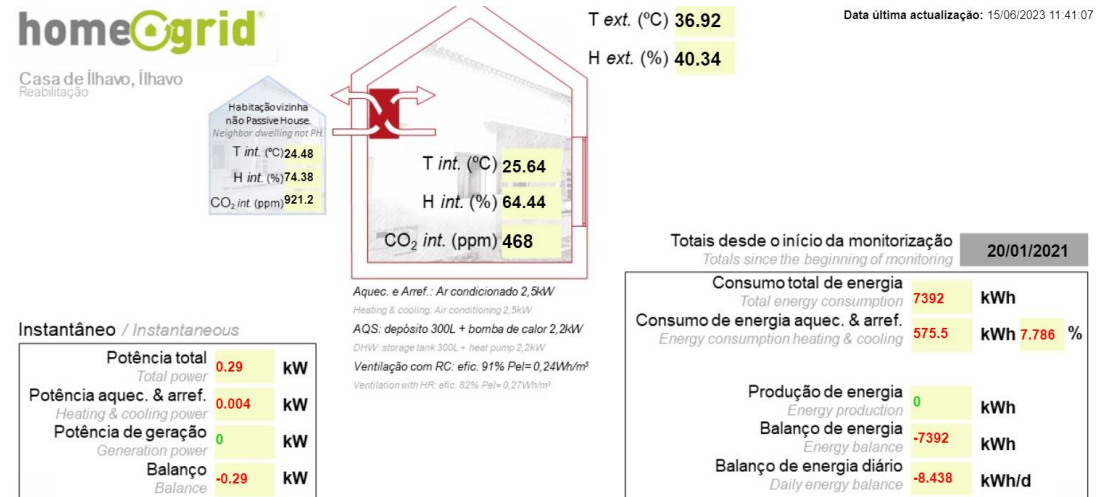 homegrid
Casa de Ílhavo, Ílhavo
Reabilitação
T ext. (ºC) 36.92
H ext. (%) 40.34
Data última actualização: 15/06/2023 11:41:07
Habitação vizinha
não Passive House.
Neighbor dwelling not PH.
T int. (ºC) 24.48
H int. (%) 74.38
CO₂ int. (ppm) 921.2
T int. (ºC) 25.64
H int. (%) 64.44
CO₂ int. (ppm) 468
Aquec. e Arref.: Ar condicionado 2,5kW
Heating & cooling: Air conditioning 2,5kW
AQS: depósito 300L + bomba de calor 2,2kW
DHW: storage tank 300L + heat pump 2,2kW
Ventilação com RC: efic. 91% Pel= 0,24Wh/m³
Ventilation with HR: efic. 82% Pel= 0,27Wh/m³
Instantâneo / Instantaneous
Potência total 0.29 kW
Total power
Potência aquec. & arref. 0.004 kW
Heating & cooling power
Potência de geração 0 kW
Generation power
Balanço -0.29 kW
Balance
Totais desde o início da monitorização 20/01/2021
Totals since the beginning of monitoring
Consumo total de energia 7392 kWh
Total energy consumption
Consumo de energia aquec. & arref. 575.5 kWh 7.786 %
Energy consumption heating & cooling
Produção de energia 0 kWh
Energy production
Balanço de energia -7392 kWh
Energy balance
Balanço de energia diário -8.438 kWh/d
Daily energy balance